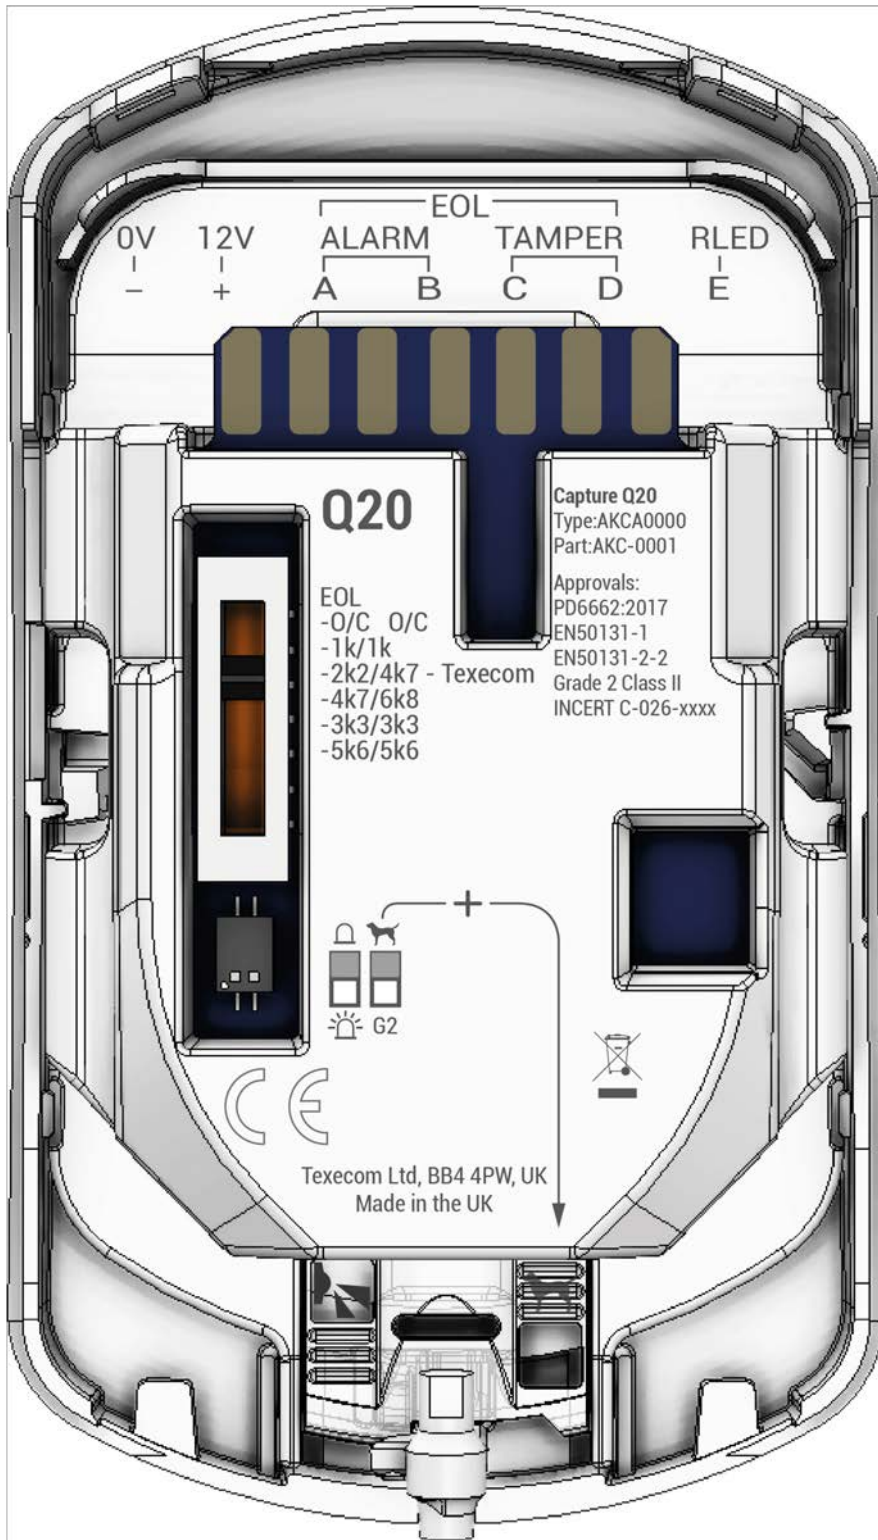 EOL
0V 12V ALARM TAMPER RLED
− + A B C D E
Q20
Capture Q20
Type:AKCA0000
Part:AKC-0001
Approvals:
PD6662:2017
EN50131-1
EN50131-2-2
Grade 2 Class II
INCERT C-026-xxxx
EOL
-O/C O/C
-1k/1k
-2k2/4k7 - Texecom
-4k7/6k8
-3k3/3k3
-5k6/5k6
+
G2
CE
Texecom Ltd, BB4 4PW, UK
Made in the UK